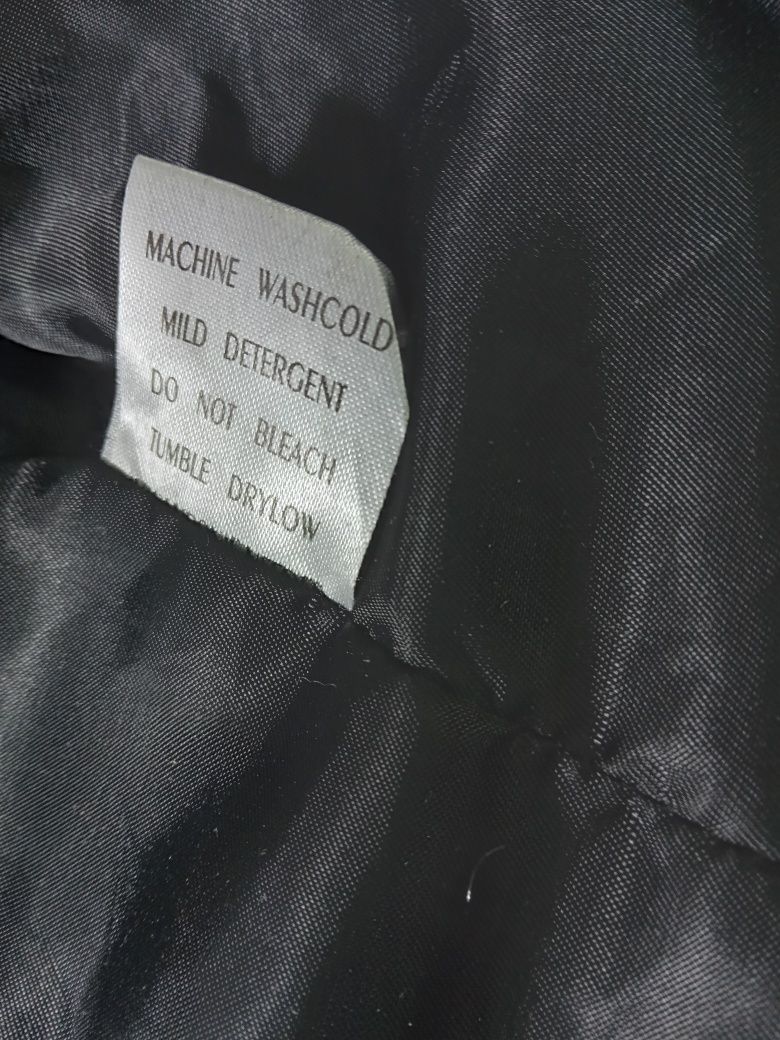 MACHINE WASHCOLD
MILD DETERGENT
DO NOT BLEACH
TUMBLE DRYLOW